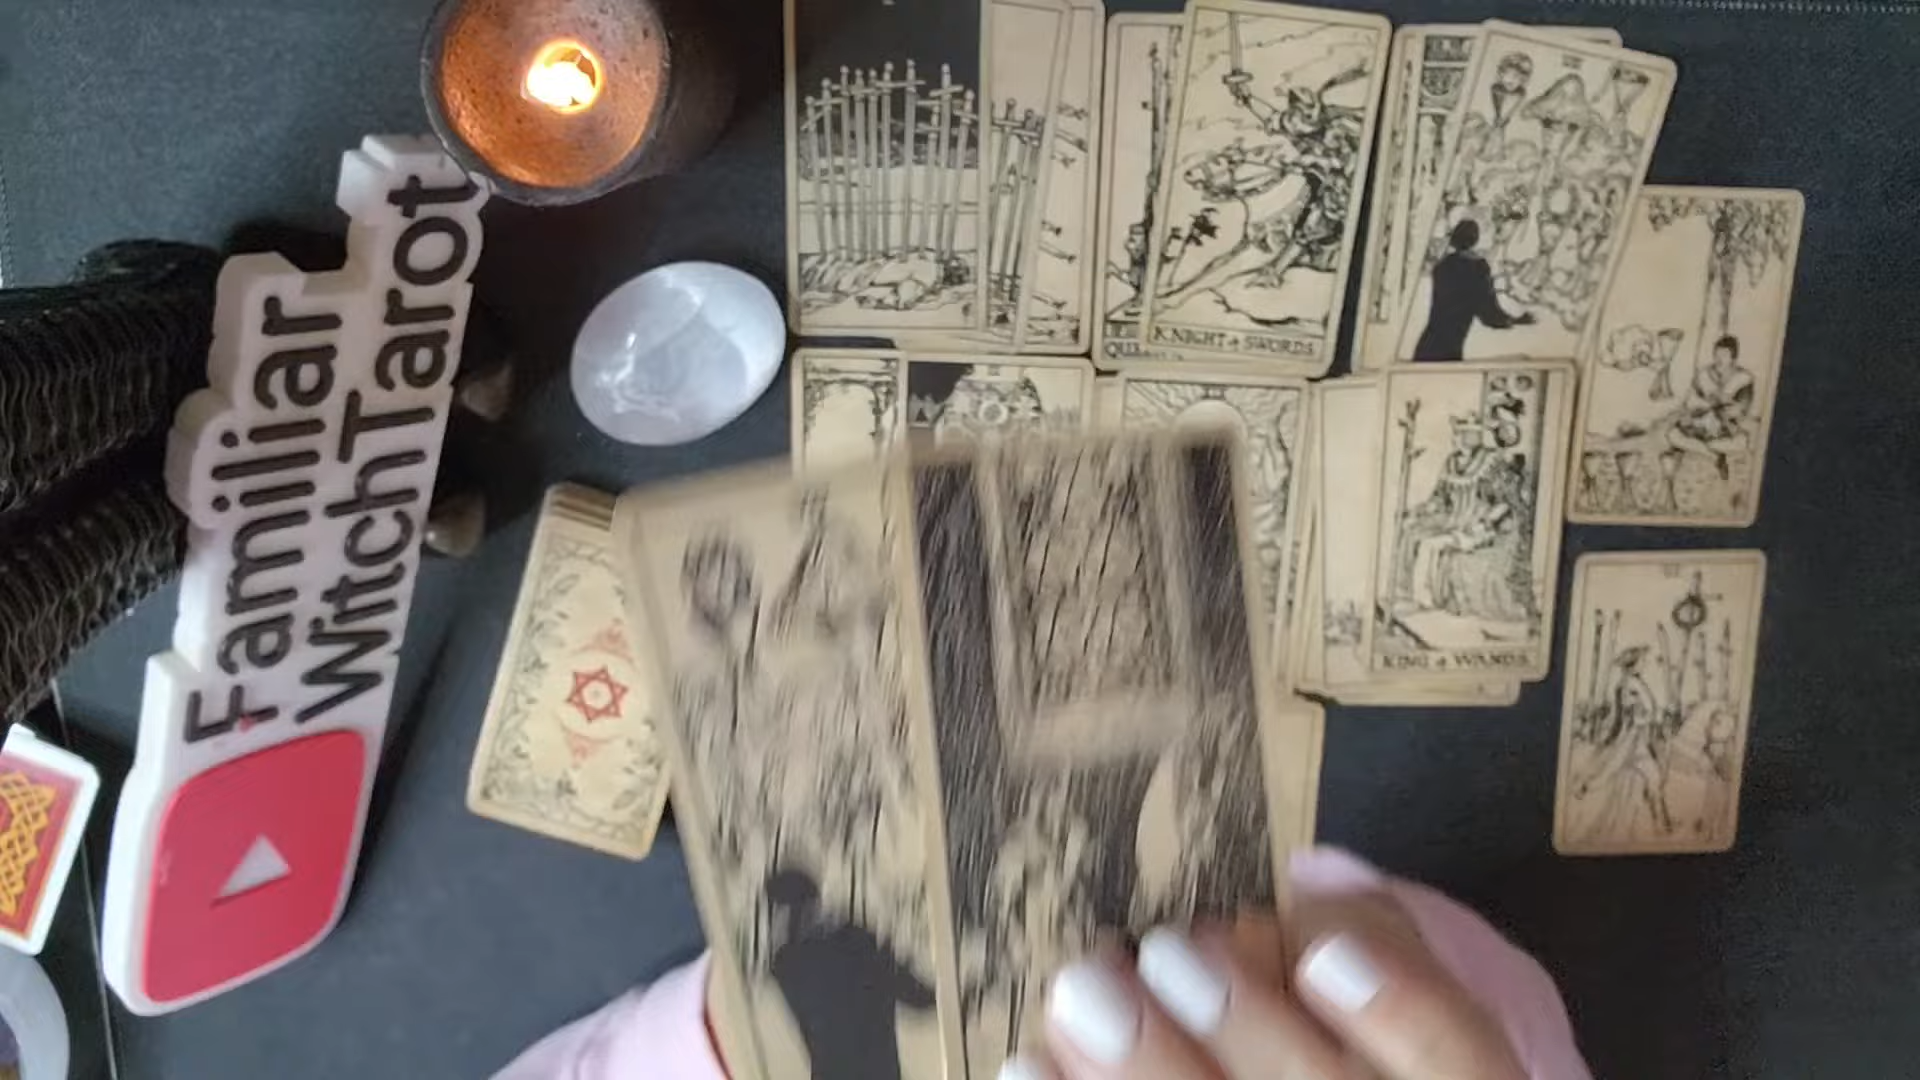 Familiar
WitchTarot
KNIGHT of SWORDS.
KING of WANDS.